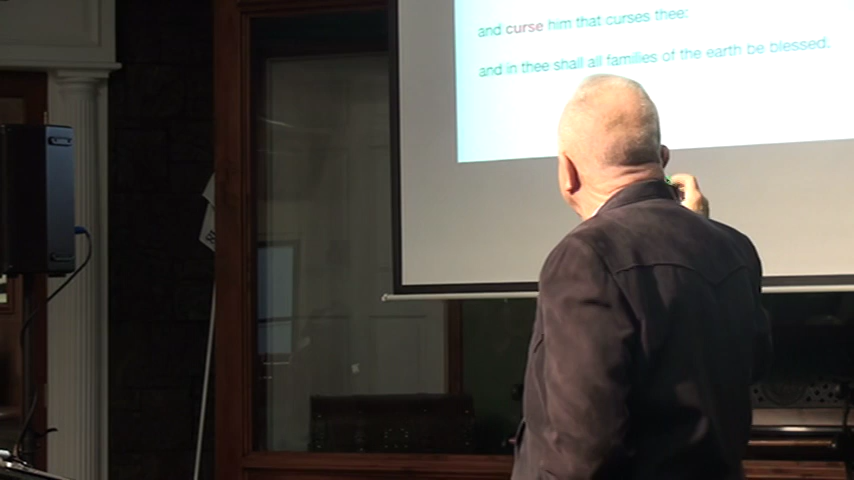 and curse him that curses thee:
and in thee shall all families of the earth be blessed.